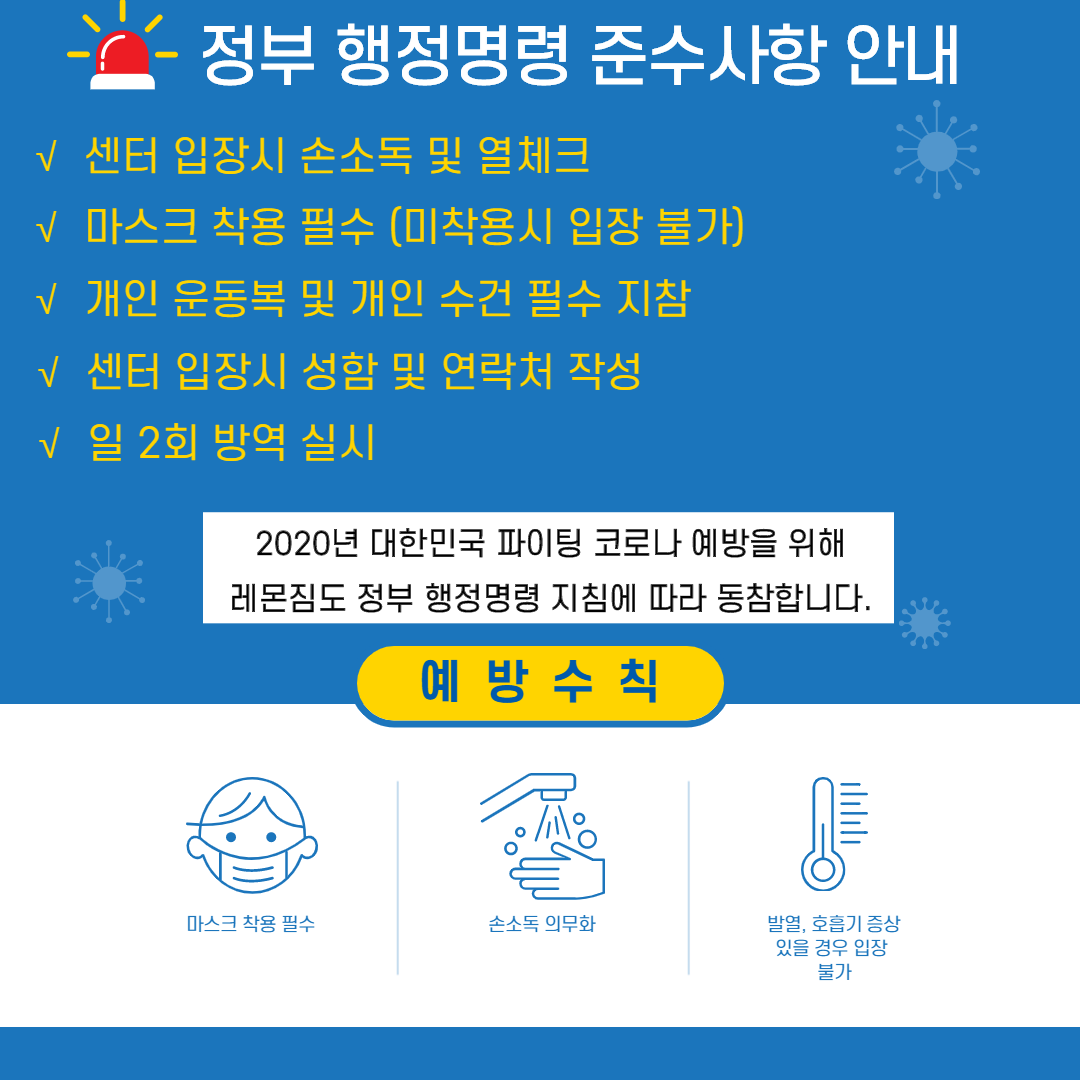 정부 행정명령 준수사항 안내
√ 센터 입장시 손소독 및 열체크
√ 마스크 착용 필수 (미착용시 입장 불가)
√ 개인 운동복 및 개인 수건 필수 지참
√ 센터 입장시 성함 및 연락처 작성
√ 일 2회 방역 실시
2020년 대한민국 파이팅 코로나 예방을 위해
레몬짐도 정부 행정명령 지침에 따라 동참합니다.
예 방 수 칙
마스크 착용 필수
손소독 의무화
발열, 호흡기 증상
있을 경우 입장
불가